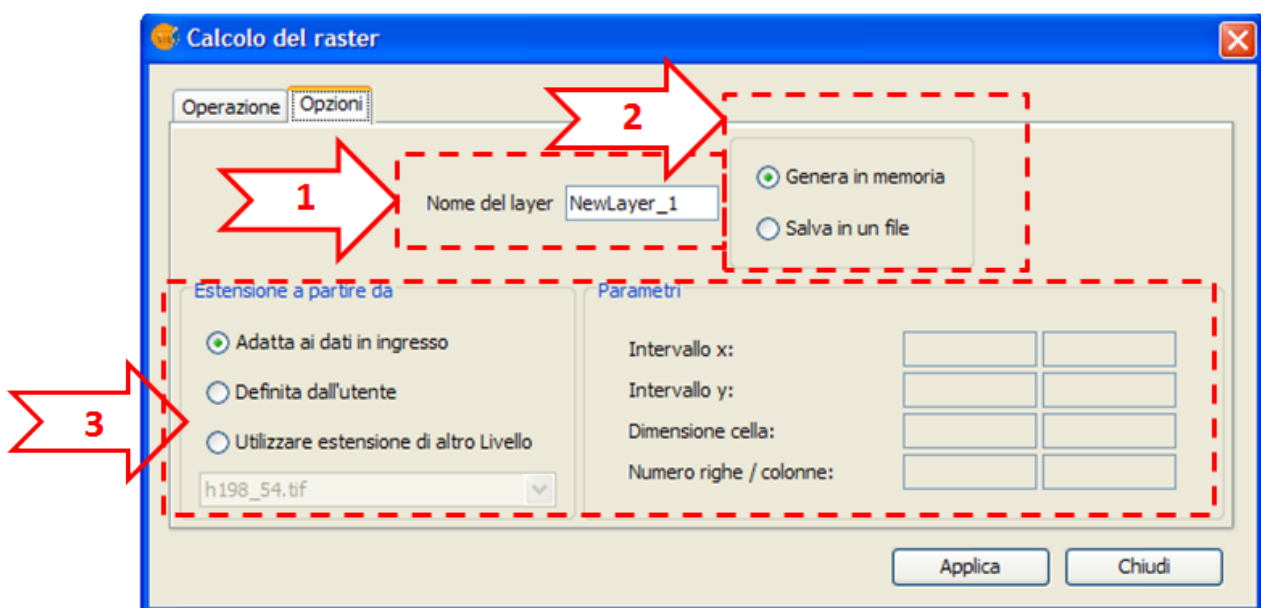 Calcolo del raster
Operazione Opzioni
2
1
Nome del layer NewLayer_1
Genera in memoria
Salva in un file
Estensione a partire da
Adatta ai dati in ingresso
Definita dall'utente
Utilizzare estensione di altro Livello
h198_54.tif
3
Parametri
Intervallo x:
Intervallo y:
Dimensione cella:
Numero righe / colonne:
Applica Chiudi